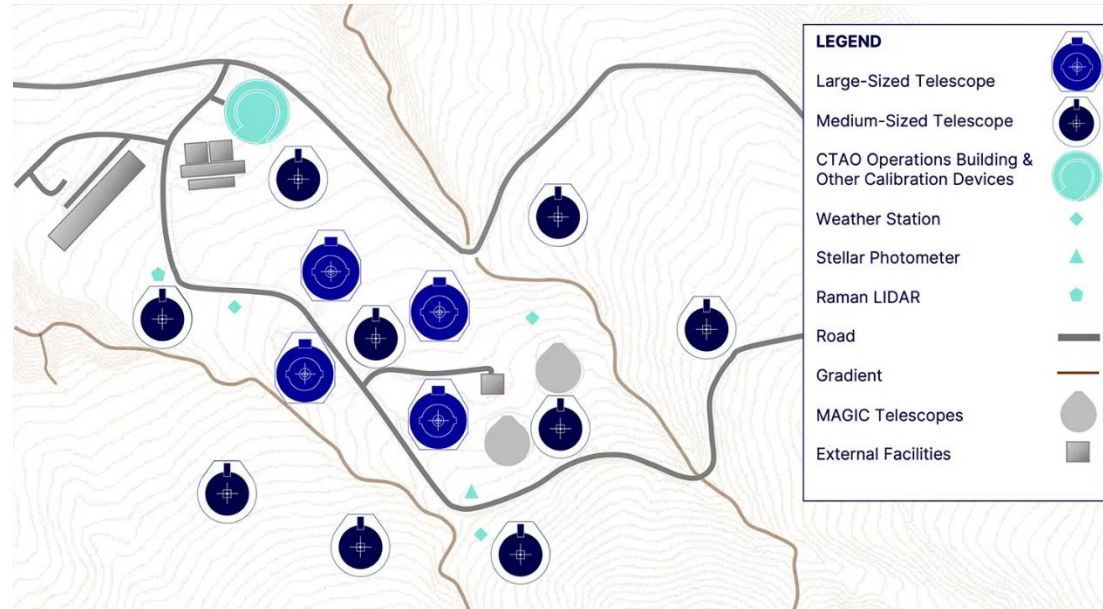 LEGEND
Large-Sized Telescope
Medium-Sized Telescope
CTAO Operations Building &
Other Calibration Devices
Weather Station
Stellar Photometer
Raman LIDAR
Road
Gradient
MAGIC Telescopes
External Facilities